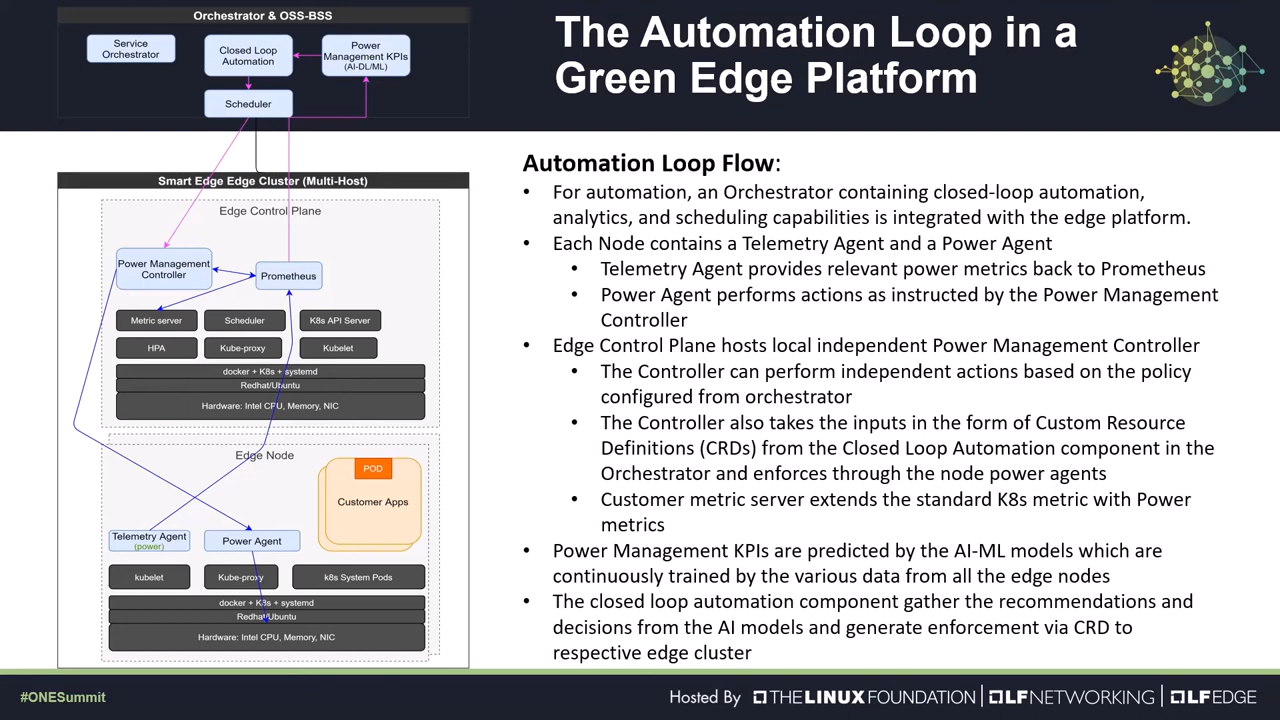 Orchestrator & OSS-BSS
Service
Orchestrator
Closed Loop
Automation
Power
Management KPIs
(AI-DL/ML)
Scheduler
The Automation Loop in a
Green Edge Platform
Smart Edge Edge Cluster (Multi-Host)
Edge Control Plane
Power Management
Controller
Prometheus
Metric server
Scheduler
K8s API Server
HPA
Kube-proxy
Kubelet
docker + K8s + systemd
Redhat/Ubuntu
Hardware: Intel CPU, Memory, NIC
Edge Node
POD
Customer Apps
Telemetry Agent
(power)
Power Agent
kubelet
Kube-proxy
k8s System Pods
docker + K8s + systemd
Redhat/Ubuntu
Hardware: Intel CPU, Memory, NIC
Automation Loop Flow:
• For automation, an Orchestrator containing closed-loop automation,
analytics, and scheduling capabilities is integrated with the edge platform.
• Each Node contains a Telemetry Agent and a Power Agent
• Telemetry Agent provides relevant power metrics back to Prometheus
• Power Agent performs actions as instructed by the Power Management
Controller
• Edge Control Plane hosts local independent Power Management Controller
• The Controller can perform independent actions based on the policy
configured from orchestrator
• The Controller also takes the inputs in the form of Custom Resource
Definitions (CRDs) from the Closed Loop Automation component in the
Orchestrator and enforces through the node power agents
• Customer metric server extends the standard K8s metric with Power
metrics
• Power Management KPIs are predicted by the AI-ML models which are
continuously trained by the various data from all the edge nodes
• The closed loop automation component gather the recommendations and
decisions from the AI models and generate enforcement via CRD to
respective edge cluster
#ONESummit
Hosted By THE LINUX FOUNDATION | LF NETWORKING | LF EDGE